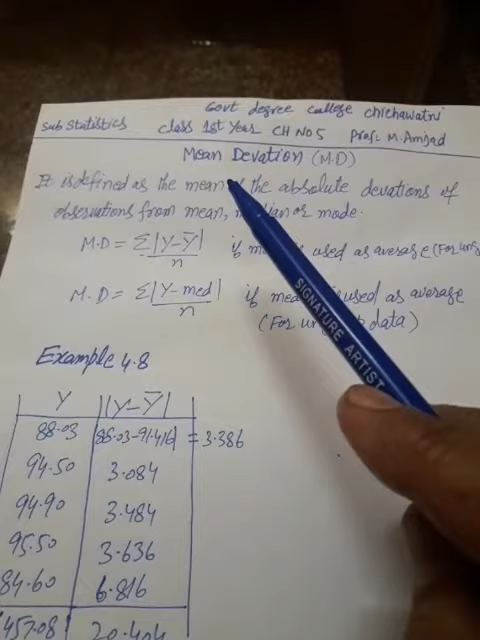 Govt degree college chichawatni
Sub Statistics class 1st Year CH NO 5 Prof. M. Amjad
Mean Devation (M.D)
It is defined as the mean of the absolute devations of
observations from mean, or mode.
M.D = Σ|Y-Ȳ| / n if used as average (For
M.D = Σ|Y-med| / n if used as average
(For data)
Example 4.8
Y |Y-Ȳ|
88.03 |88.03-91.416| = 3.386
94.50 3.084
94.90 3.484
95.50 3.636
84.60 6.816
457.08 20.404
SIGNATURE ARTIST